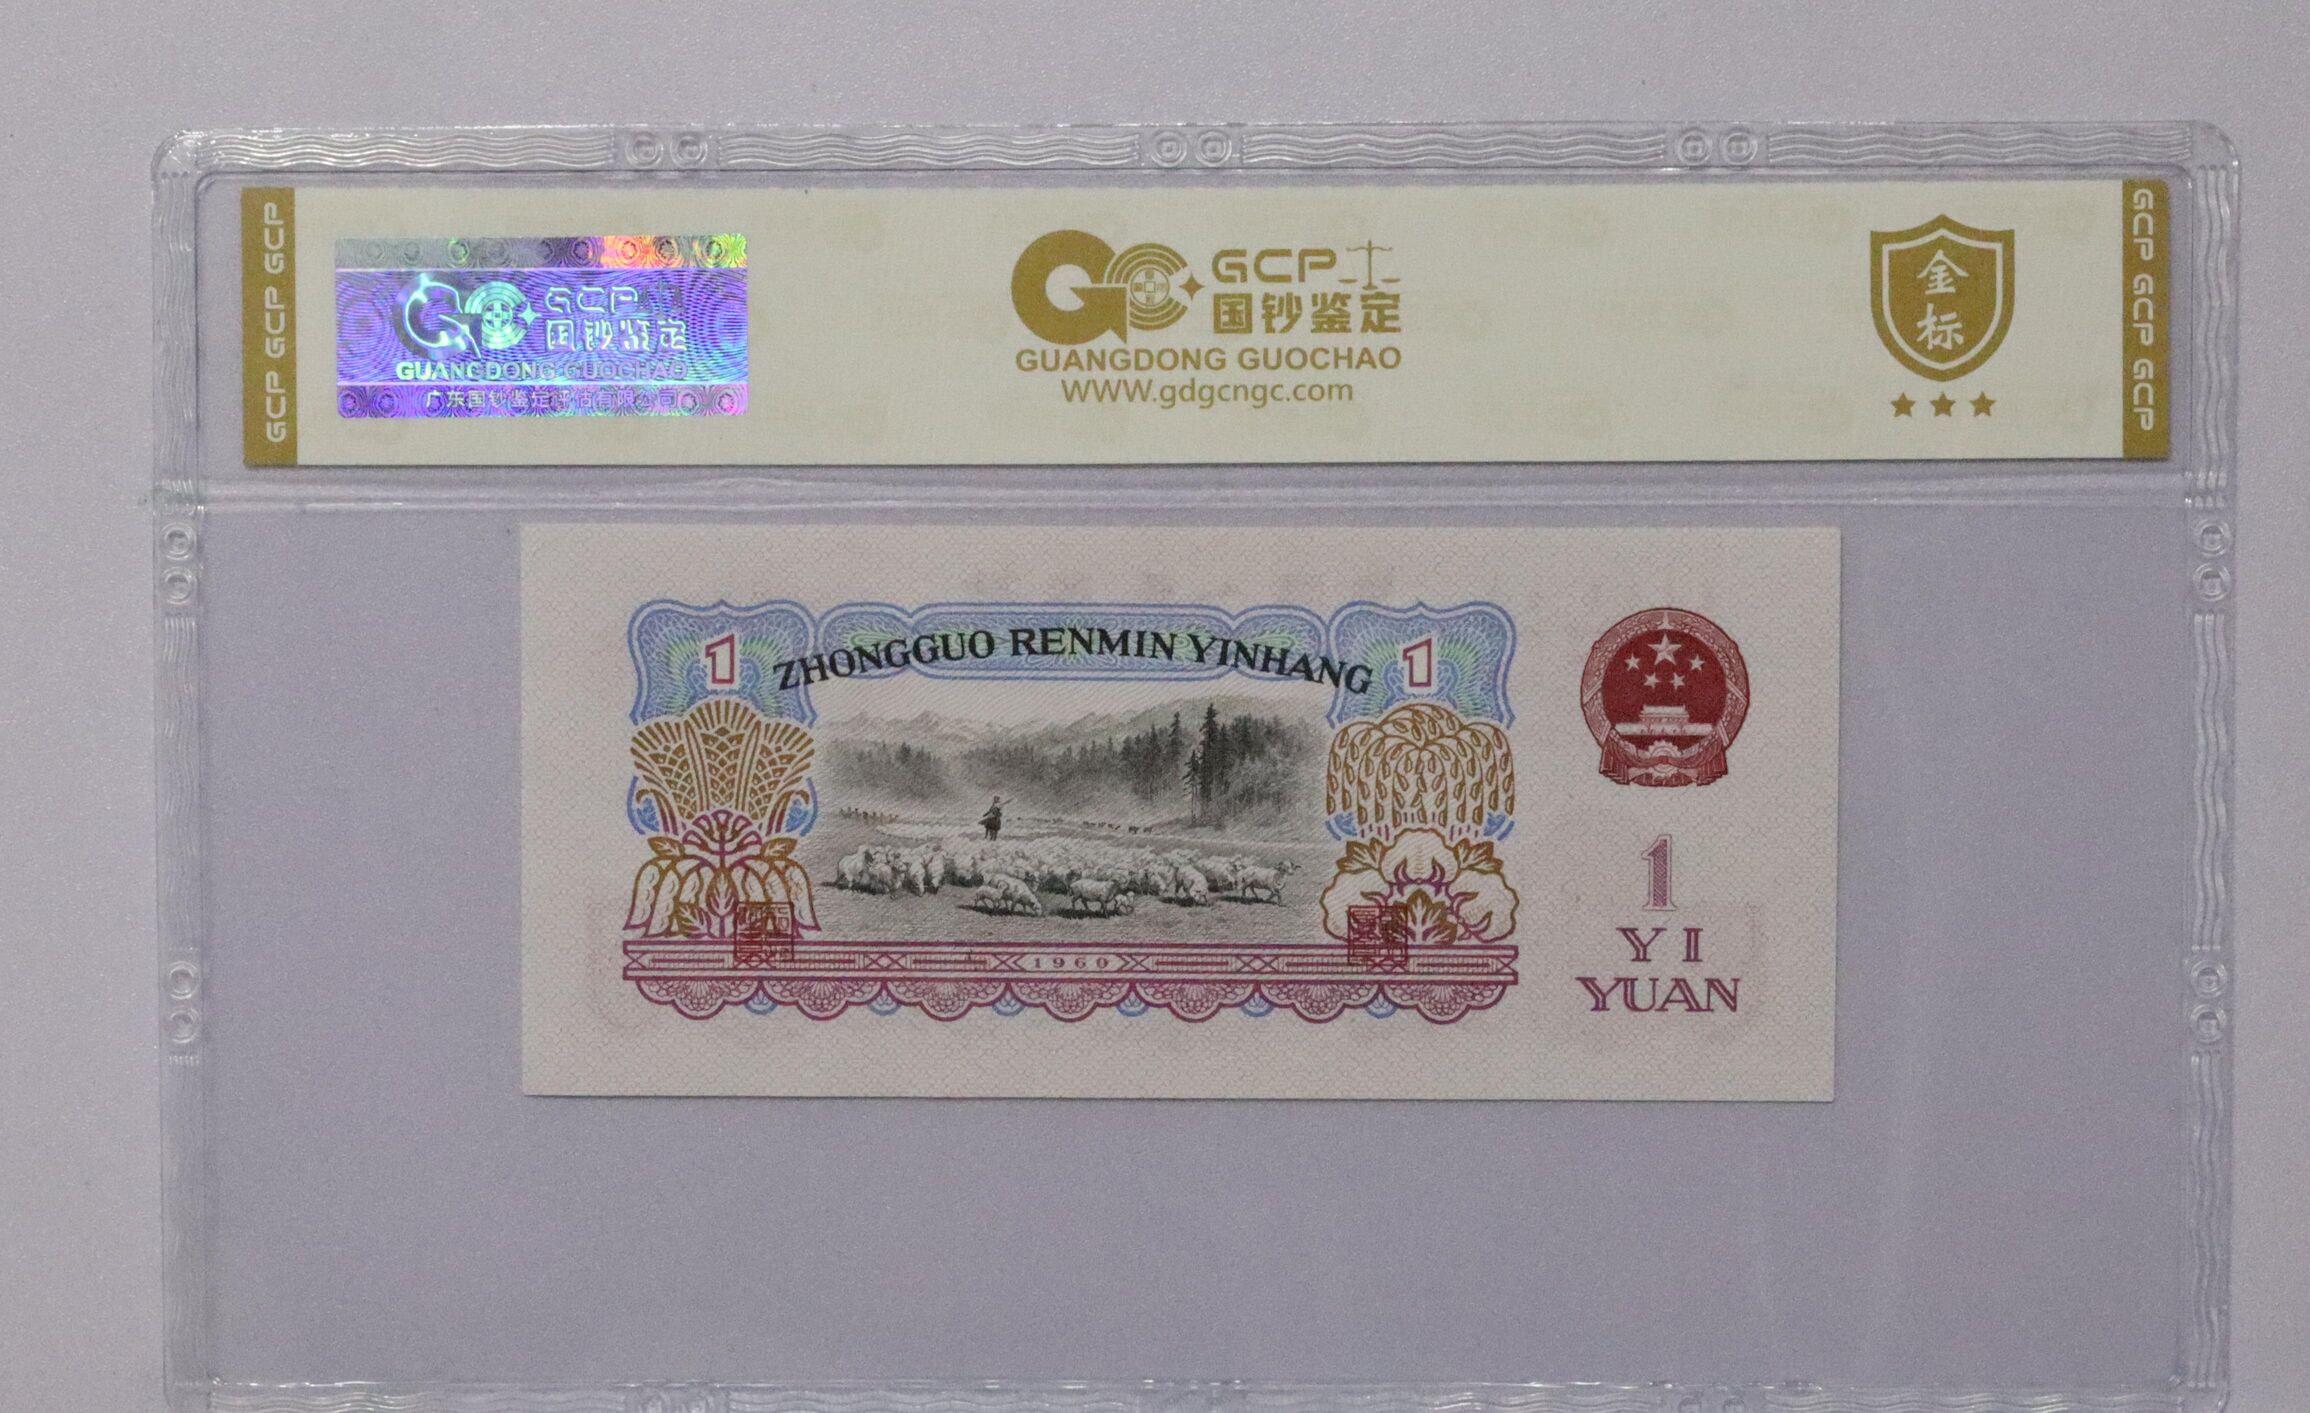 GCP GCP GCP
GCP
国钞鉴定
GUANGDONG GUOCHAO
广东国钞鉴定评估有限公司
GCP
国钞鉴定
GUANGDONG GUOCHAO
WWW.gdgcngc.com
金
标
GCP GCP GCP
1
ZHONGGUO RENMIN YINHANG
1
1960
1
YI
YUAN